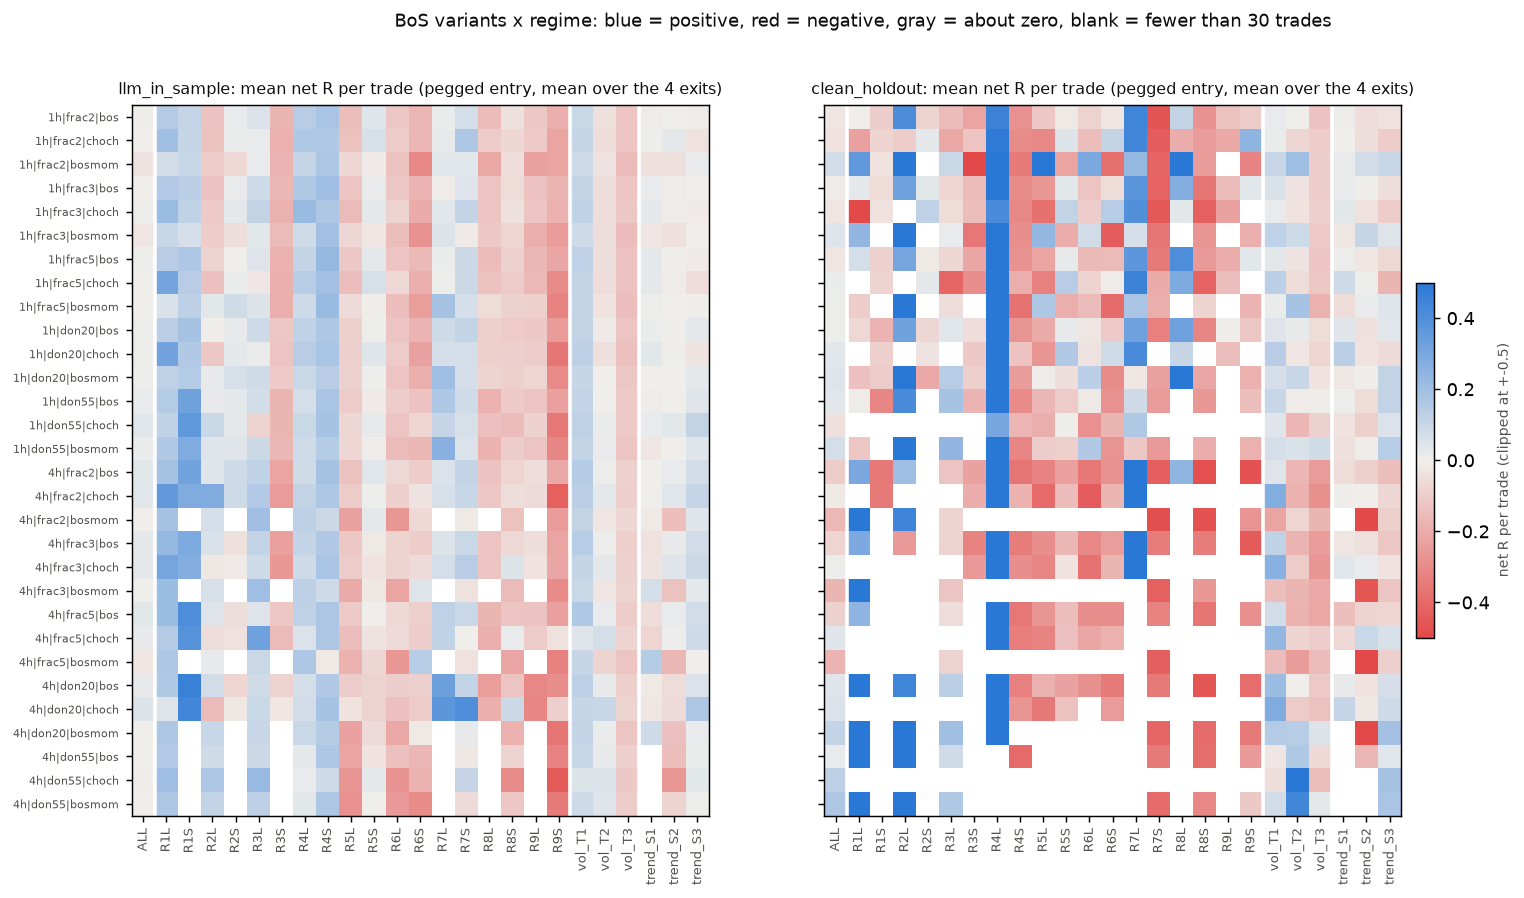 BoS variants x regime: blue = positive, red = negative, gray = about zero, blank = fewer than 30 trades
llm_in_sample: mean net R per trade (pegged entry, mean over the 4 exits)
1h|frac2|bos
1h|frac2|choch
1h|frac2|bosmom
1h|frac3|bos
1h|frac3|choch
1h|frac3|bosmom
1h|frac5|bos
1h|frac5|choch
1h|frac5|bosmom
1h|don20|bos
1h|don20|choch
1h|don20|bosmom
1h|don55|bos
1h|don55|choch
1h|don55|bosmom
4h|frac2|bos
4h|frac2|choch
4h|frac2|bosmom
4h|frac3|bos
4h|frac3|choch
4h|frac3|bosmom
4h|frac5|bos
4h|frac5|choch
4h|frac5|bosmom
4h|don20|bos
4h|don20|choch
4h|don20|bosmom
4h|don55|bos
4h|don55|choch
4h|don55|bosmom
ALL
R1L
R1S
R2L
R2S
R3L
R3S
R4L
R4S
R5L
R5S
R6L
R6S
R7L
R7S
R8L
R8S
R9L
R9S
vol_T1
vol_T2
vol_T3
trend_S1
trend_S2
trend_S3
clean_holdout: mean net R per trade (pegged entry, mean over the 4 exits)
ALL
R1L
R1S
R2L
R2S
R3L
R3S
R4L
R4S
R5L
R5S
R6L
R6S
R7L
R7S
R8L
R8S
R9L
R9S
vol_T1
vol_T2
vol_T3
trend_S1
trend_S2
trend_S3
0.4
0.2
0.0
−0.2
−0.4
net R per trade (clipped at +-0.5)